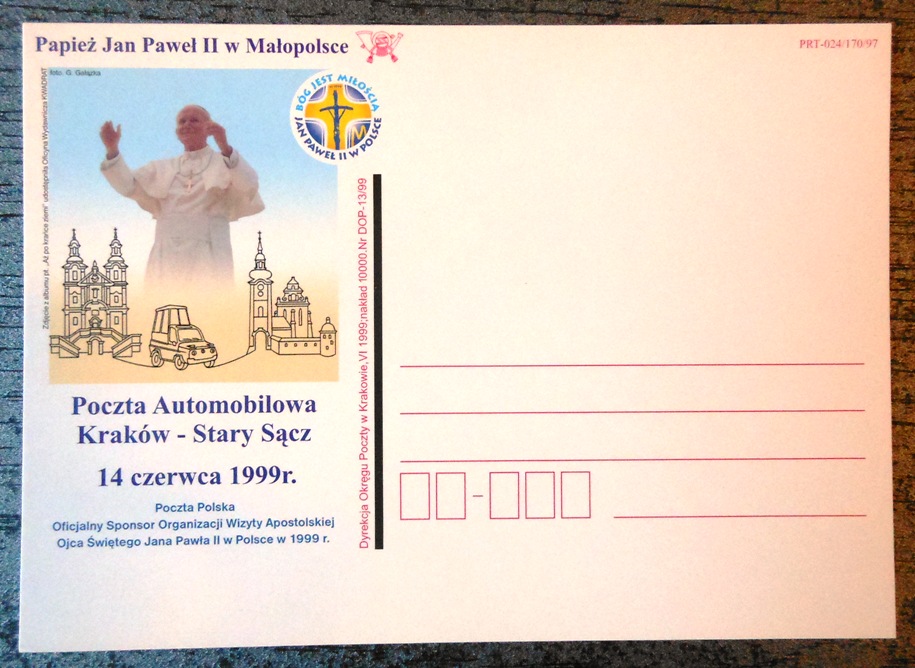 Papież Jan Paweł II w Małopolsce
PRT-024/170/97
foto. G. Gałązka
Zdjęcie z albumu pt. „Aż po krańce ziemi" udostępniła Oficyna Wydawnicza KWADRAT
BÓG JEST MIŁOŚCIĄ
JAN PAWEŁ II W POLSCE
M
Poczta Automobilowa
Kraków - Stary Sącz
14 czerwca 1999r.
Poczta Polska
Oficjalny Sponsor Organizacji Wizyty Apostolskiej
Ojca Świętego Jana Pawła II w Polsce w 1999 r.
Dyrekcja Okręgu Poczty w Krakowie,VI 1999;nakład 10000.Nr DOP-13/99